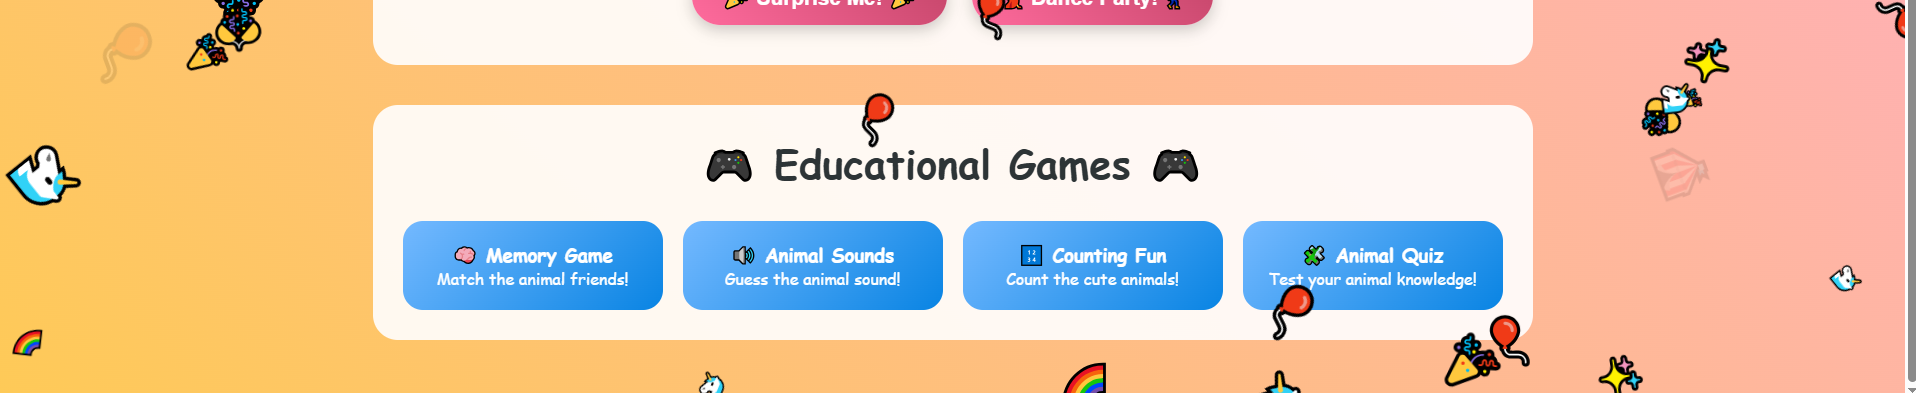 Surprise Me!
Dance Party!
Educational Games
Memory Game
Match the animal friends!
Animal Sounds
Guess the animal sound!
Counting Fun
Count the cute animals!
Animal Quiz
Test your animal knowledge!